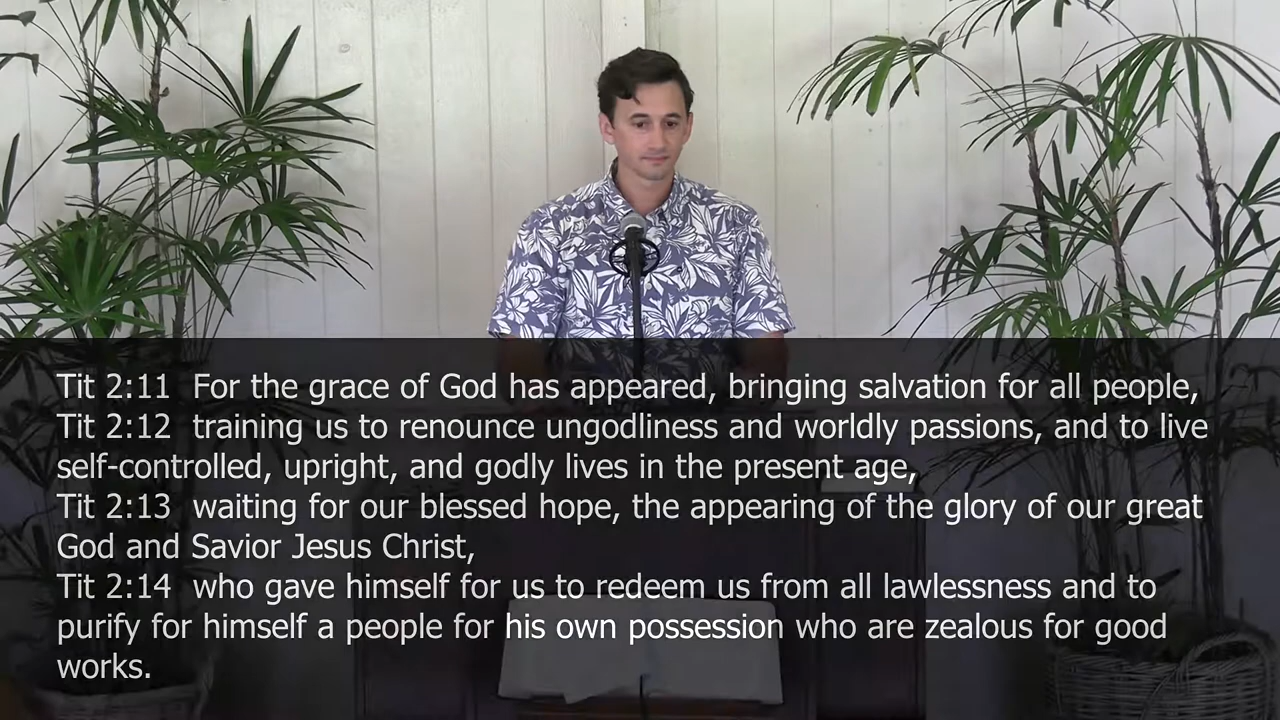 Tit 2:11  For the grace of God has appeared, bringing salvation for all people,
Tit 2:12  training us to renounce ungodliness and worldly passions, and to live
self-controlled, upright, and godly lives in the present age,
Tit 2:13  waiting for our blessed hope, the appearing of the glory of our great
God and Savior Jesus Christ,
Tit 2:14  who gave himself for us to redeem us from all lawlessness and to
purify for himself a people for his own possession who are zealous for good
works.